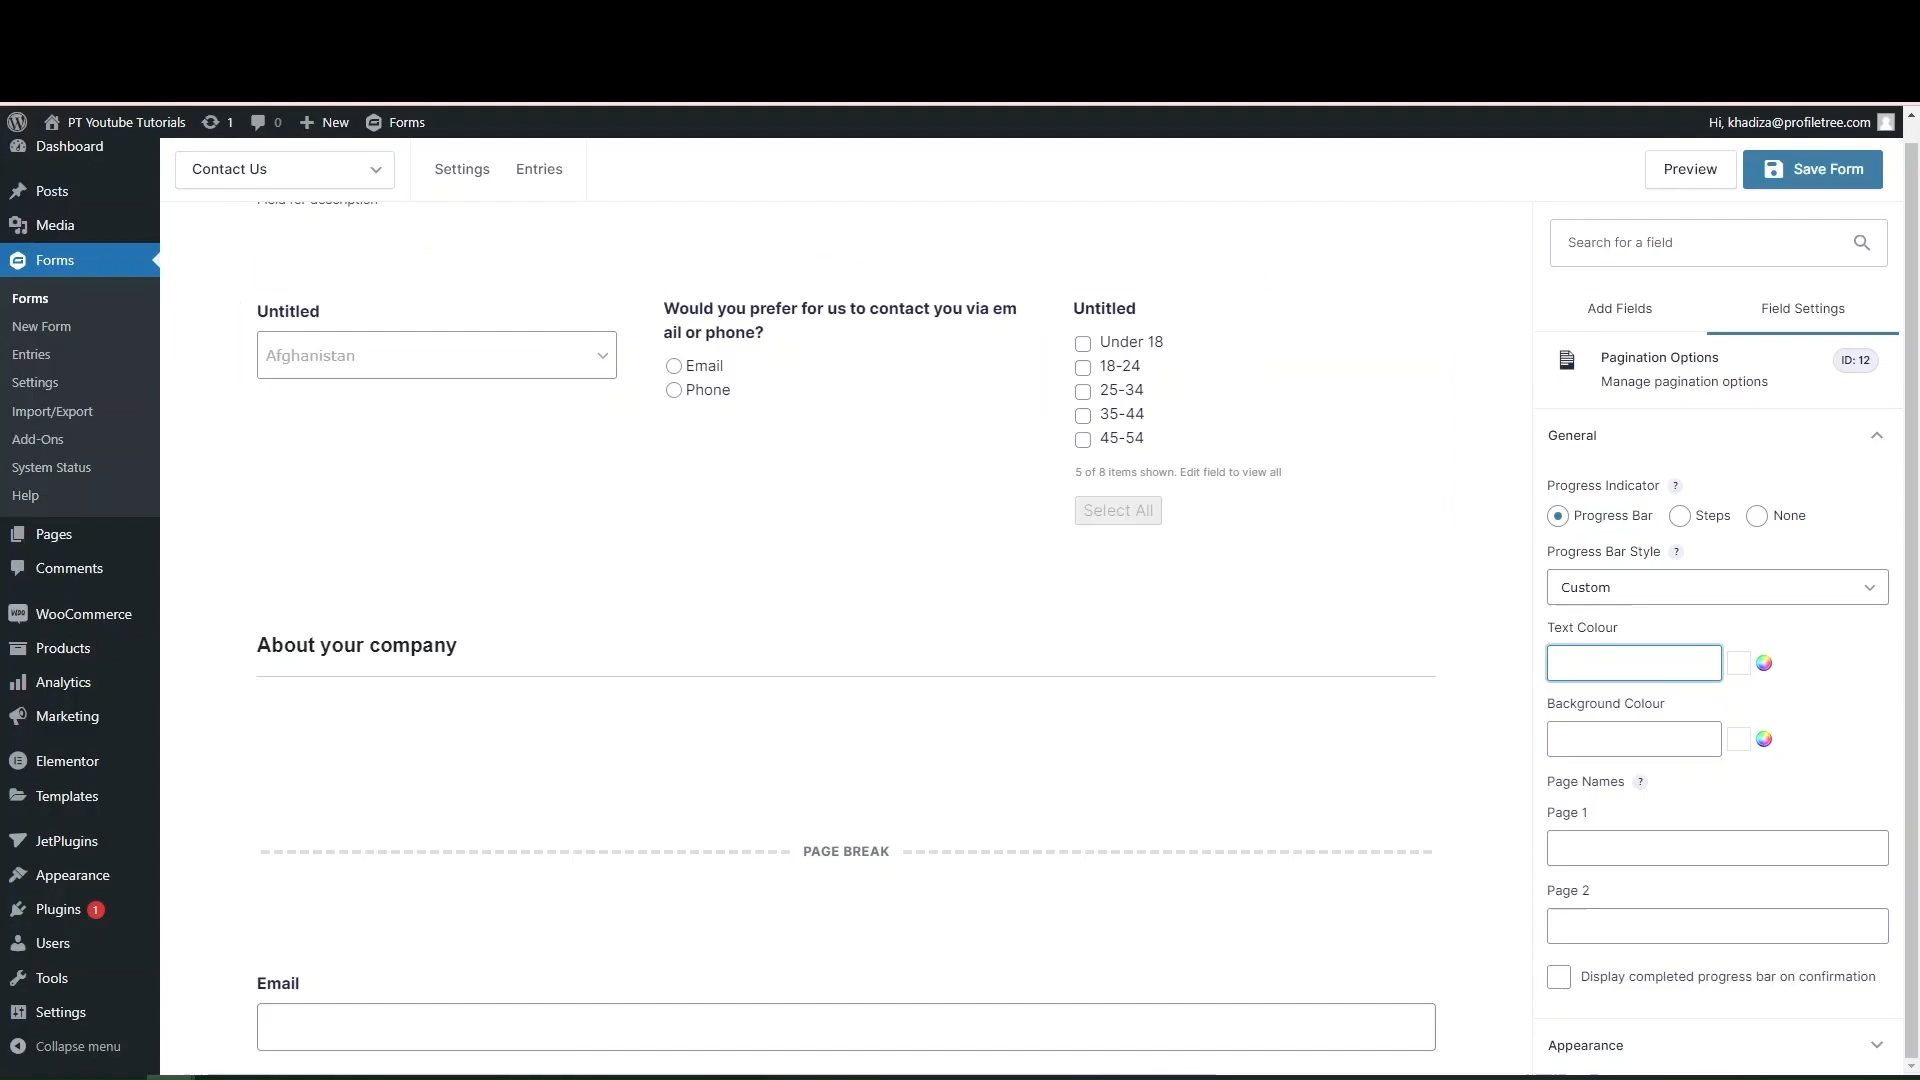 PT Youtube Tutorials 1 0 New Forms Hi, khadiza@profiletree.com
Dashboard
Posts
Media
Forms
Forms
New Form
Entries
Settings
Import/Export
Add-Ons
System Status
Help
Pages
Comments
WooCommerce
Products
Analytics
Marketing
Elementor
Templates
JetPlugins
Appearance
Plugins 1
Users
Tools
Settings
Collapse menu
Contact Us Settings Entries Preview Save Form
Field for description
Untitled
Afghanistan
Would you prefer for us to contact you via em
ail or phone?
Email
Phone
Untitled
Under 18
18-24
25-34
35-44
45-54
5 of 8 items shown. Edit field to view all
Select All
About your company
PAGE BREAK
Email
Search for a field
Add Fields Field Settings
Pagination Options ID: 12
Manage pagination options
General
Progress Indicator ?
Progress Bar Steps None
Progress Bar Style ?
Custom
Text Colour
Background Colour
Page Names ?
Page 1
Page 2
Display completed progress bar on confirmation
Appearance